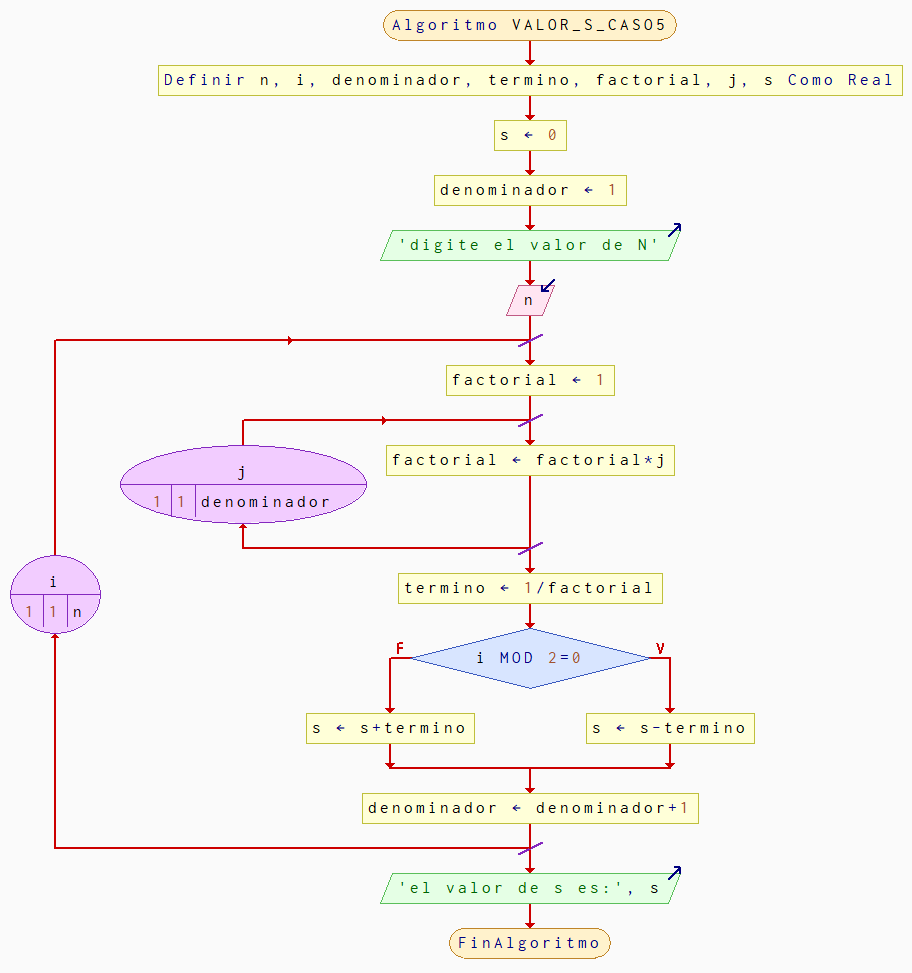 Algoritmo VALOR_S_CASO5
Definir n, i, denominador, termino, factorial, j, s Como Real
s ← 0
denominador ← 1
'digite el valor de N'
n
factorial ← 1
j
1 1 denominador
factorial ← factorial*j
i
1 1 n
termino ← 1/factorial
F
V
i MOD 2=0
s ← s+termino
s ← s-termino
denominador ← denominador+1
'el valor de s es:', s
FinAlgoritmo